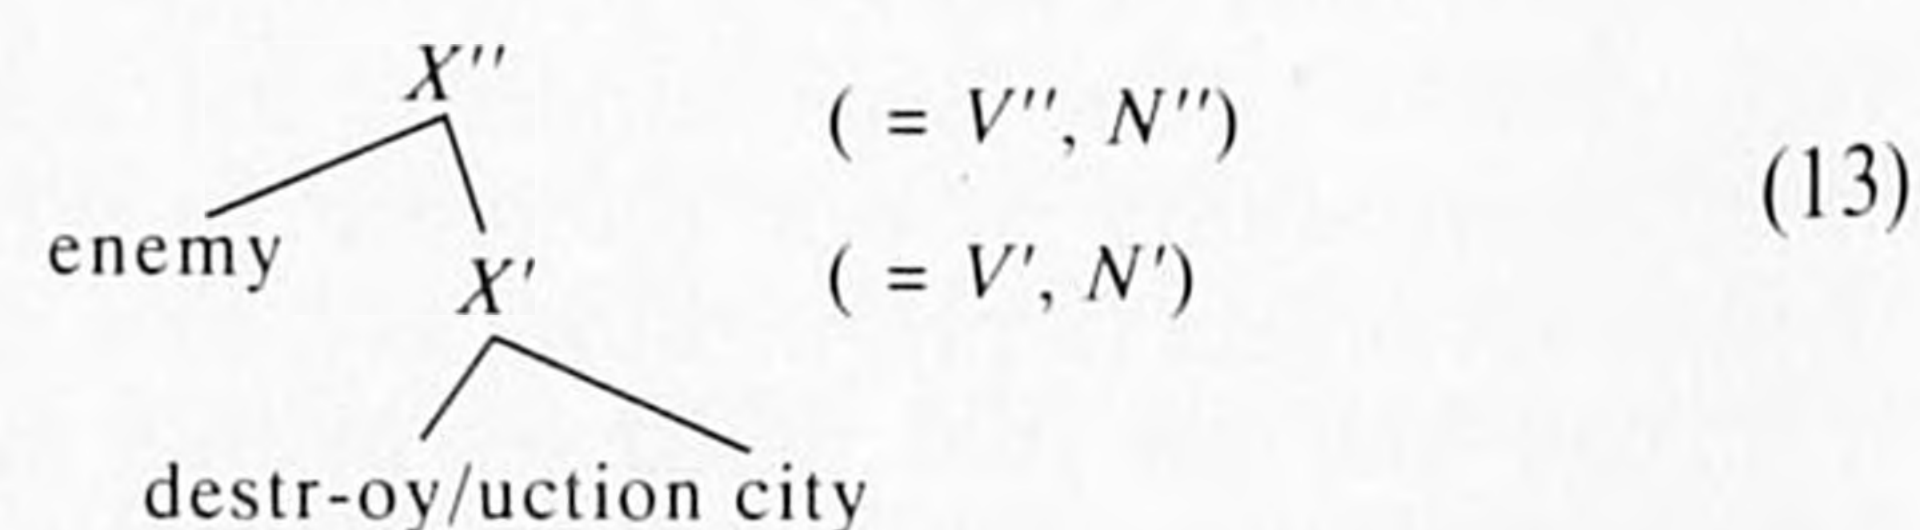 X'' ( = V'', N'')
(13)
enemy
X' ( = V', N')
destr-oy/uction city